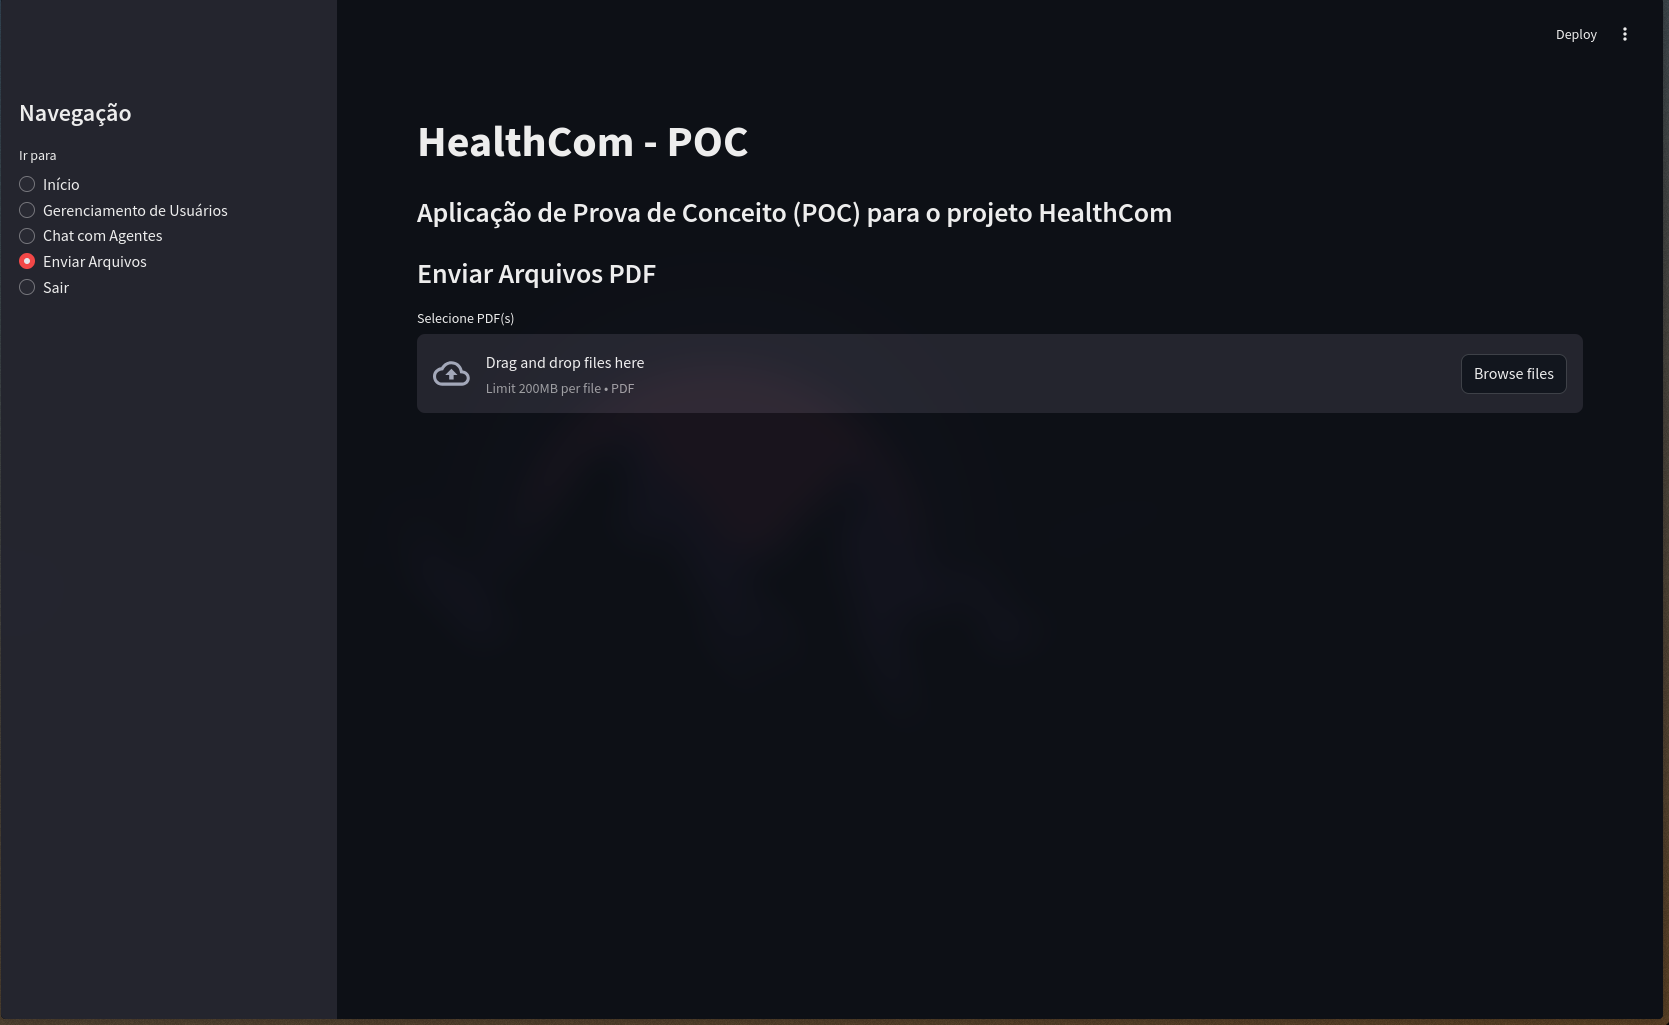 Deploy
Navegação
Ir para
Início
Gerenciamento de Usuários
Chat com Agentes
Enviar Arquivos
Sair
HealthCom - POC
Aplicação de Prova de Conceito (POC) para o projeto HealthCom
Enviar Arquivos PDF
Selecione PDF(s)
Drag and drop files here
Limit 200MB per file • PDF
Browse files